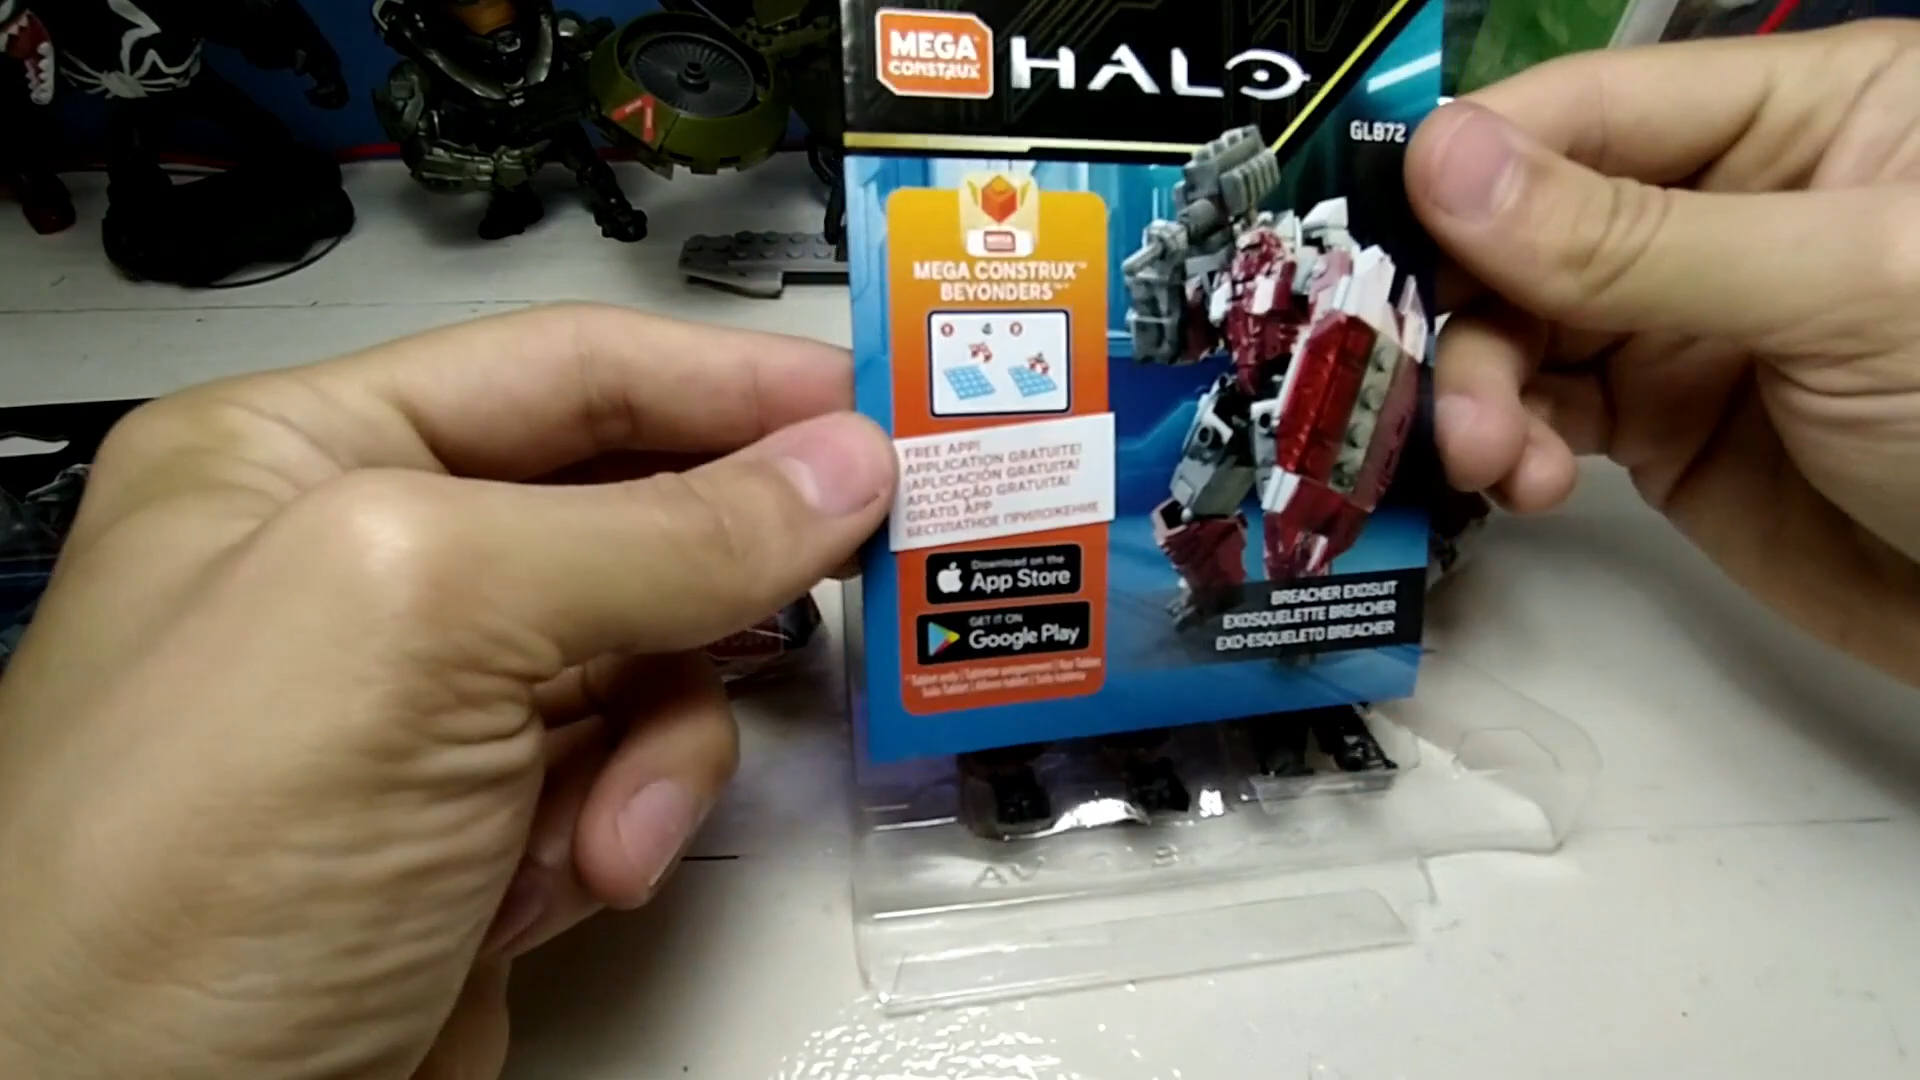 MEGA
CONSTRUX
HALO
GLB72
MEGA CONSTRUX™
BEYONDERS™
FREE APP!
APPLICATION GRATUITE!
¡APLICACIÓN GRATUITA!
APLICAÇÃO GRATUITA!
GRATIS APP
БЕСПЛАТНОЕ ПРИЛОЖЕНИЕ
Download on the
App Store
GET IT ON
Google Play
BREACHER EXOSUIT
EXOSQUELETTE BREACHER
EXO-ESQUELETO BREACHER